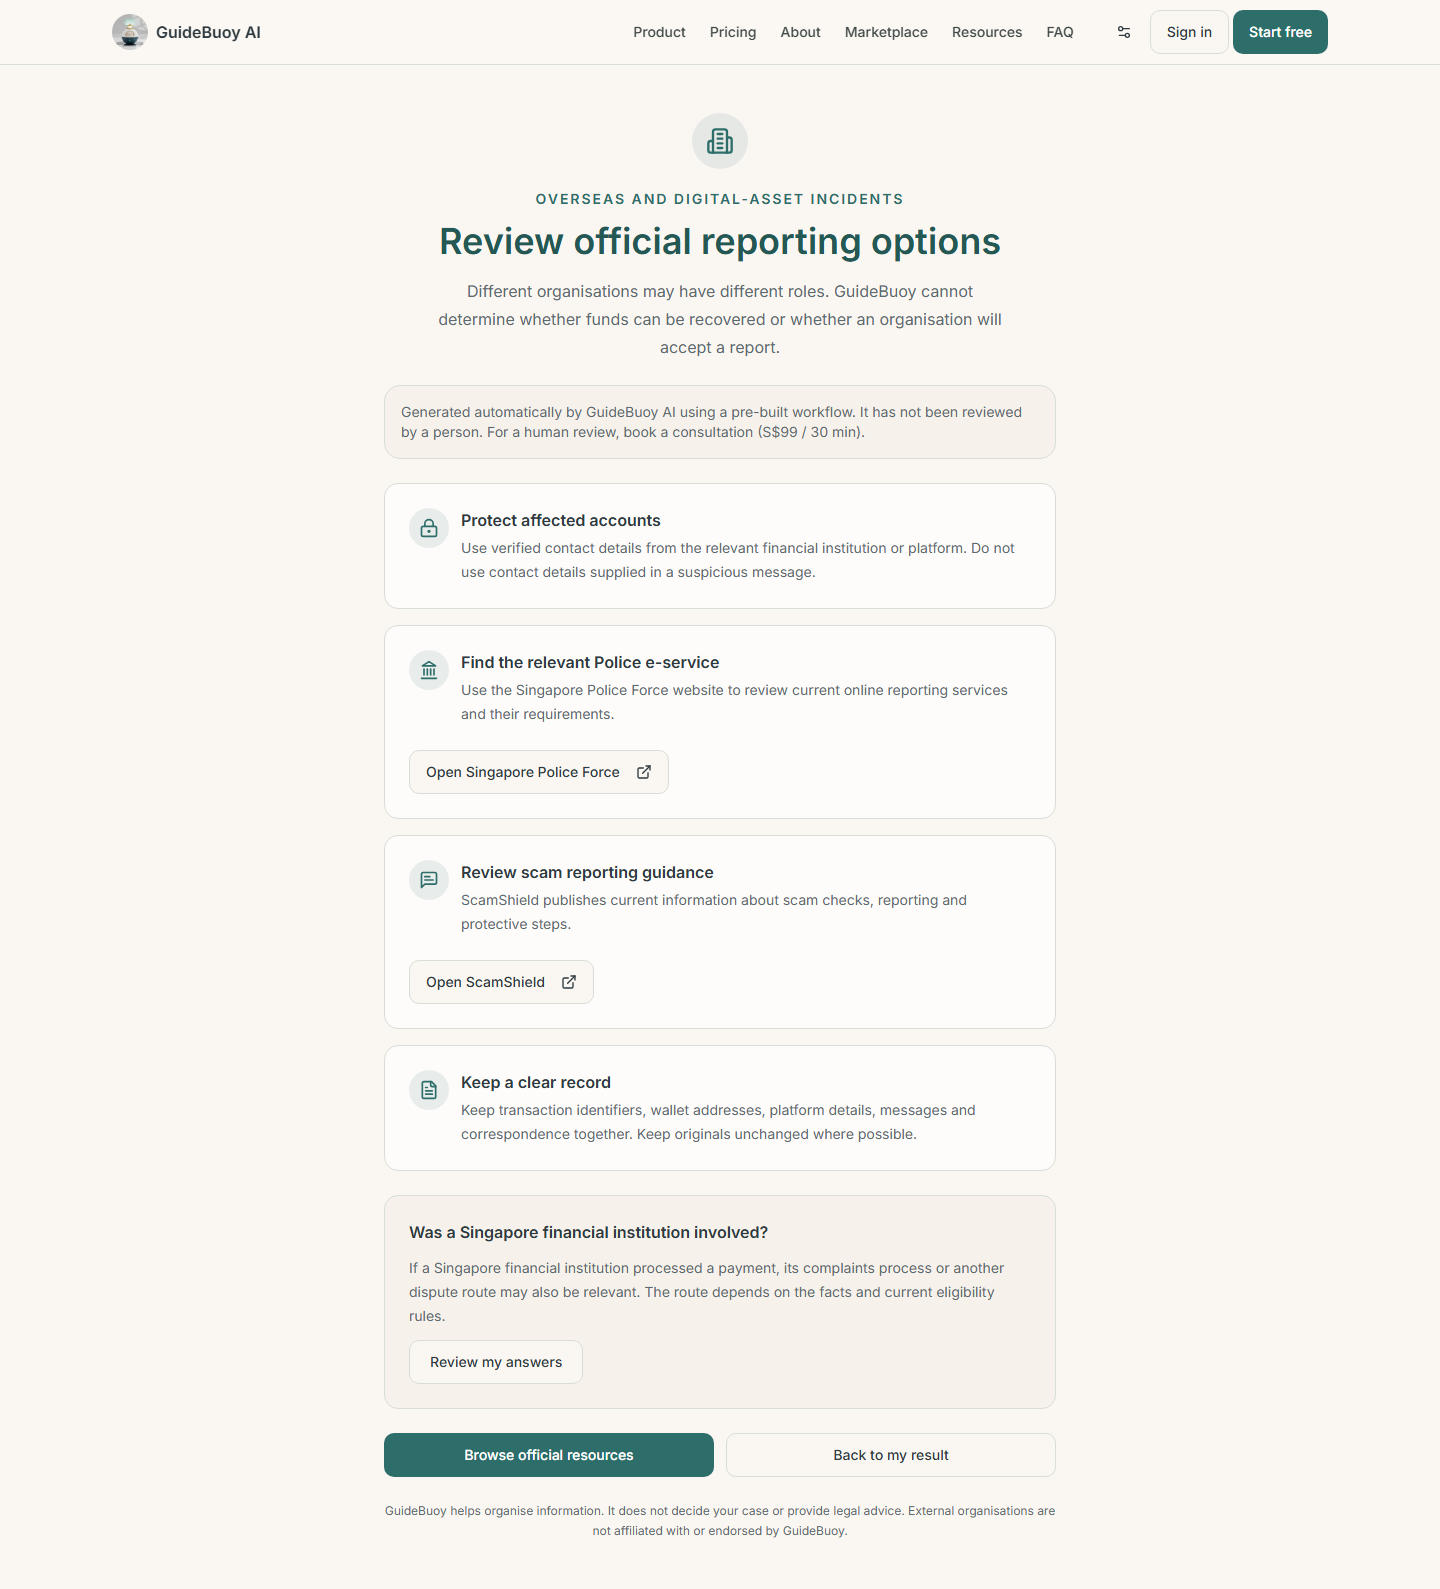 GuideBuoy AI
Product
Pricing
About
Marketplace
Resources
FAQ
Sign in
Start free
OVERSEAS AND DIGITAL-ASSET INCIDENTS
Review official reporting options
Different organisations may have different roles. GuideBuoy cannot
determine whether funds can be recovered or whether an organisation will
accept a report.
Generated automatically by GuideBuoy AI using a pre-built workflow. It has not been reviewed
by a person. For a human review, book a consultation (S$99 / 30 min).
Protect affected accounts
Use verified contact details from the relevant financial institution or platform. Do not
use contact details supplied in a suspicious message.
Find the relevant Police e-service
Use the Singapore Police Force website to review current online reporting services
and their requirements.
Open Singapore Police Force
Review scam reporting guidance
ScamShield publishes current information about scam checks, reporting and
protective steps.
Open ScamShield
Keep a clear record
Keep transaction identifiers, wallet addresses, platform details, messages and
correspondence together. Keep originals unchanged where possible.
Was a Singapore financial institution involved?
If a Singapore financial institution processed a payment, its complaints process or another
dispute route may also be relevant. The route depends on the facts and current eligibility
rules.
Review my answers
Browse official resources
Back to my result
GuideBuoy helps organise information. It does not decide your case or provide legal advice. External organisations are
not affiliated with or endorsed by GuideBuoy.